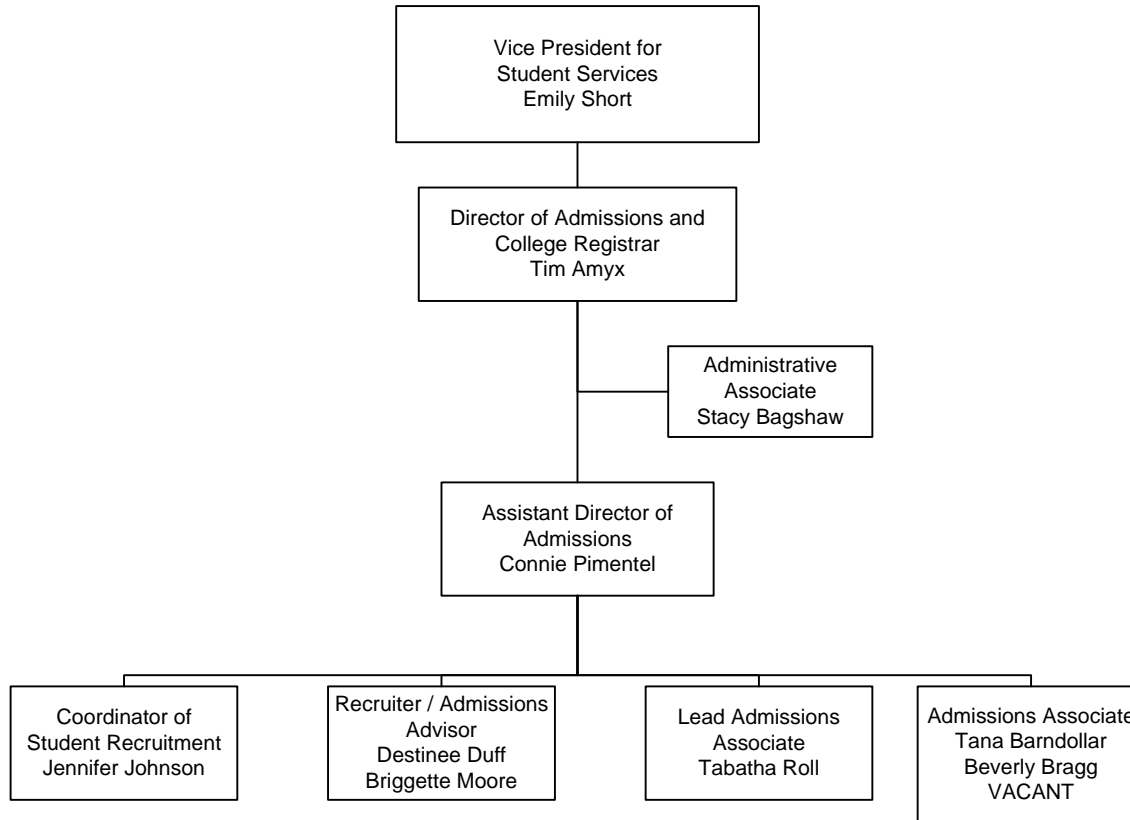 Vice President for
Student Services
Emily Short
Director of Admissions and
College Registrar
Tim Amyx
Administrative
Associate
Stacy Bagshaw
Assistant Director of
Admissions
Connie Pimentel
Coordinator of
Student Recruitment
Jennifer Johnson
Recruiter / Admissions
Advisor
Destinee Duff
Briggette Moore
Lead Admissions
Associate
Tabatha Roll
Admissions Associate
Tana Barndollar
Beverly Bragg
VACANT